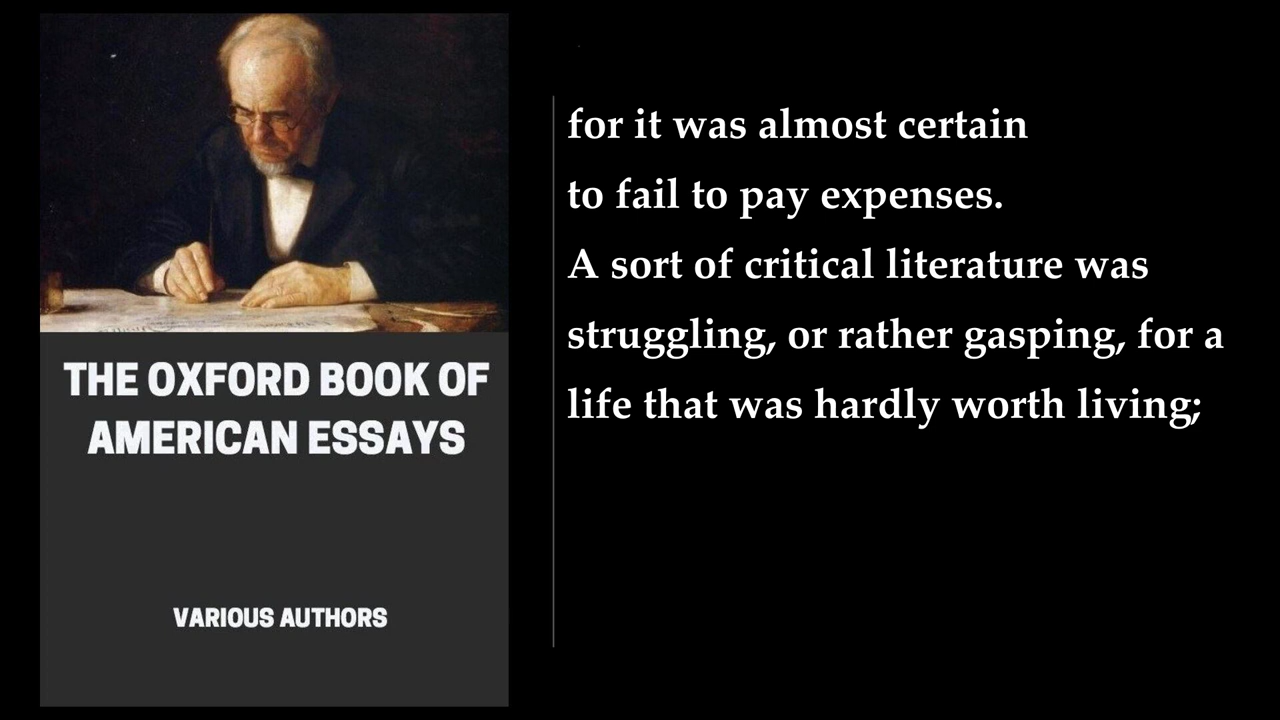 THE OXFORD BOOK OF
AMERICAN ESSAYS
VARIOUS AUTHORS
for it was almost certain
to fail to pay expenses.
A sort of critical literature was
struggling, or rather gasping, for a
life that was hardly worth living;